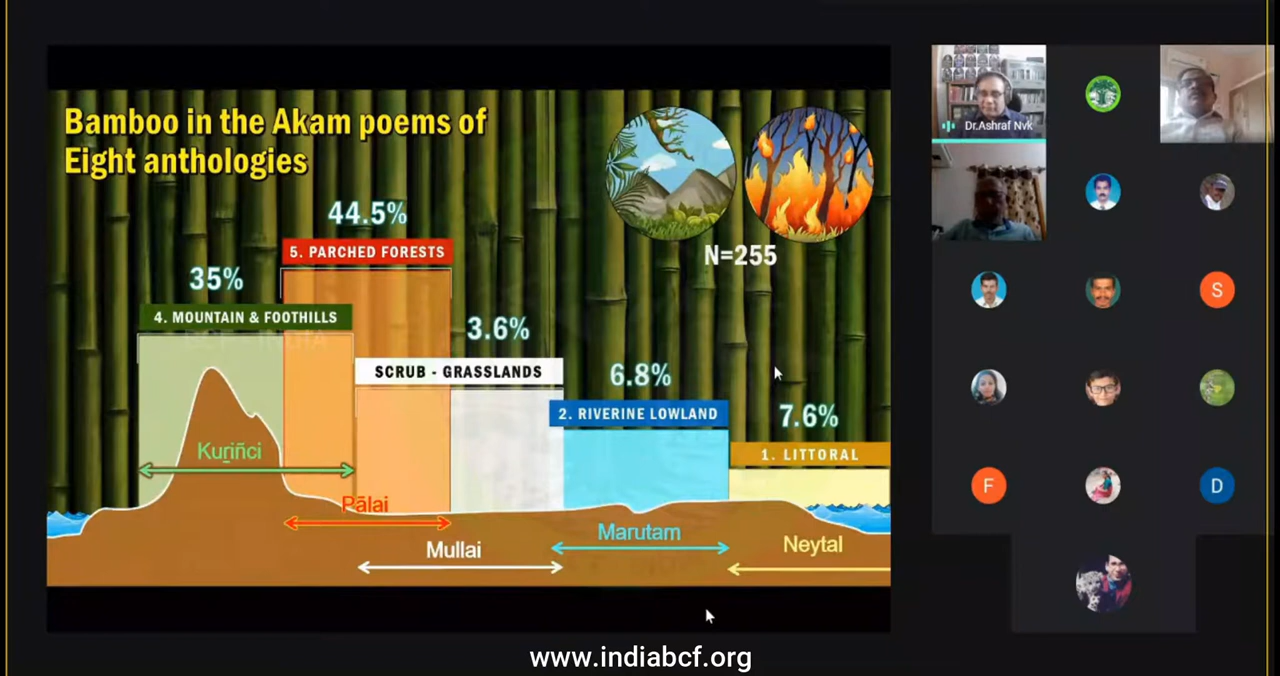 Bamboo in the Akam poems of
Eight anthologies
44.5%
5. PARCHED FORESTS
35%
4. MOUNTAIN & FOOTHILLS
N=255
3.6%
SCRUB - GRASSLANDS
6.8%
2. RIVERINE LOWLAND
7.6%
1. LITTORAL
Kuṟiñci
Pālai
Mullai
Marutam
Neytal
Dr.Ashraf Nvk
S
F
D
www.indiabcf.org